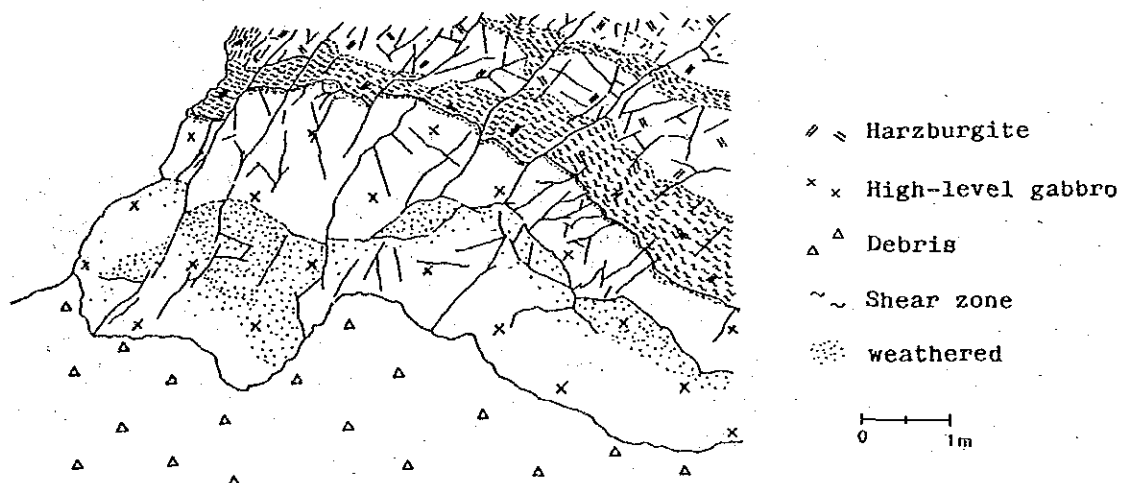 Harzburgite
High-level gabbro
Debris
Shear zone
weathered
0 1m